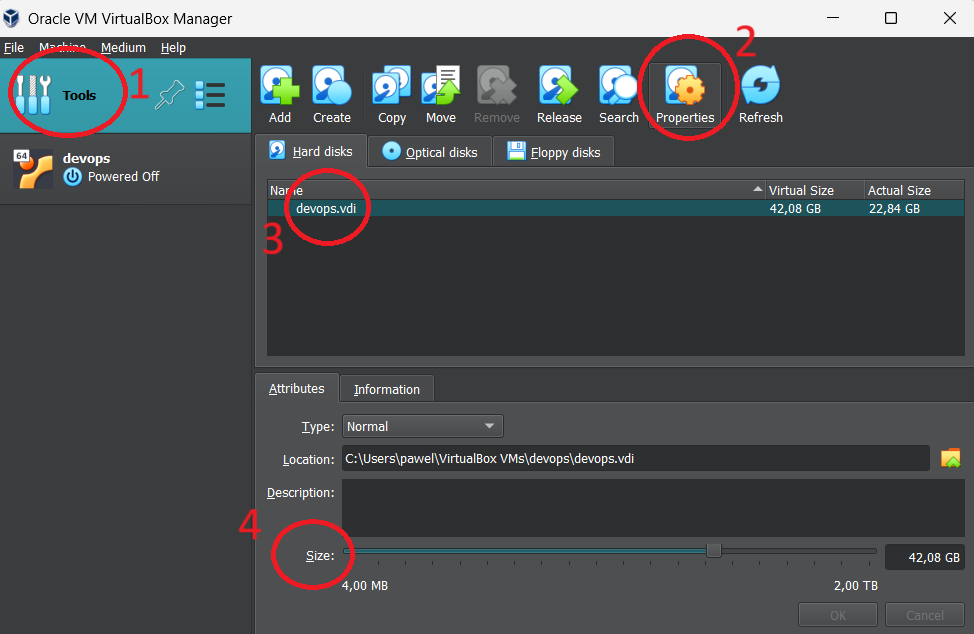 Oracle VM VirtualBox Manager
File Machine Medium Help
2
1
Tools
Add Create Copy Move Remove Release Search Properties Refresh
Hard disks Optical disks Floppy disks
64
devops
Powered Off
Name Virtual Size Actual Size
devops.vdi 42,08 GB 22,84 GB
3
Attributes Information
Type: Normal
Location: C:\Users\pawel\VirtualBox VMs\devops\devops.vdi
Description:
4
Size: 42,08 GB
4,00 MB 2,00 TB
OK Cancel